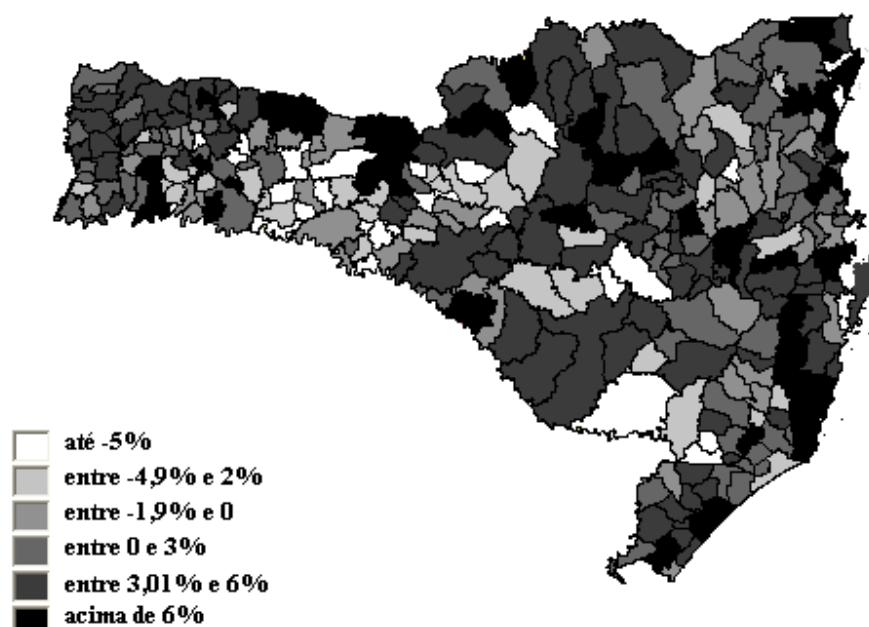 até -5%
entre -4,9% e 2%
entre -1,9% e 0
entre 0 e 3%
entre 3,01% e 6%
acima de 6%